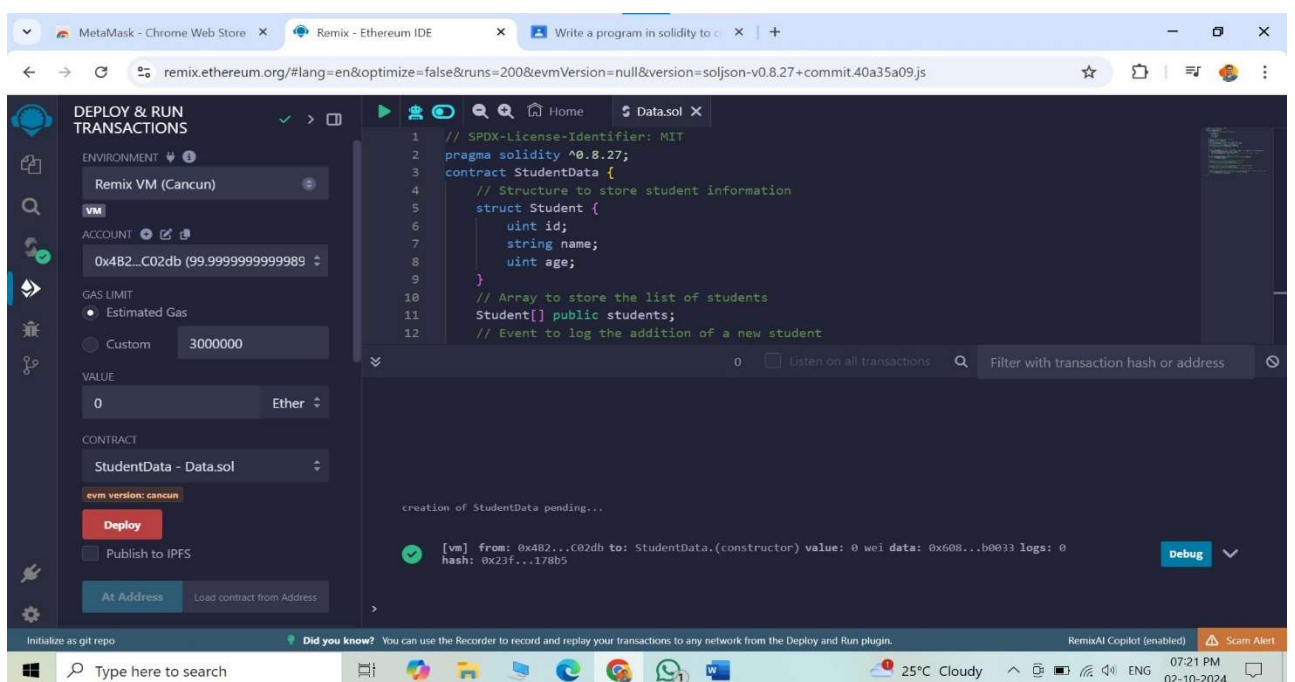 MetaMask - Chrome Web Store
Remix - Ethereum IDE
Write a program in solidity to c
remix.ethereum.org/#lang=en&optimize=false&runs=200&evmVersion=null&version=soljson-v0.8.27+commit.40a35a09.js
DEPLOY & RUN
TRANSACTIONS
ENVIRONMENT
Remix VM (Cancun)
VM
ACCOUNT
0x4B2...C02db (99.9999999999989
GAS LIMIT
Estimated Gas
Custom 3000000
VALUE
0 Ether
CONTRACT
StudentData - Data.sol
evm version: cancun
Deploy
Publish to IPFS
At Address Load contract from Address
Home Data.sol
1 // SPDX-License-Identifier: MIT
2 pragma solidity ^0.8.27;
3 contract StudentData {
4 // Structure to store student information
5 struct Student {
6 uint id;
7 string name;
8 uint age;
9 }
10 // Array to store the list of students
11 Student[] public students;
12 // Event to log the addition of a new student
0 Listen on all transactions Filter with transaction hash or address
creation of StudentData pending...
[vm] from: 0x4B2...C02db to: StudentData.(constructor) value: 0 wei data: 0x608...b0033 logs: 0
hash: 0x23f...178b5
Debug
>
Initialize as git repo Did you know? You can use the Recorder to record and replay your transactions to any network from the Deploy and Run plugin. RemixAI Copilot (enabled) Scam Alert
Type here to search
25°C Cloudy ENG 07:21 PM
02-10-2024